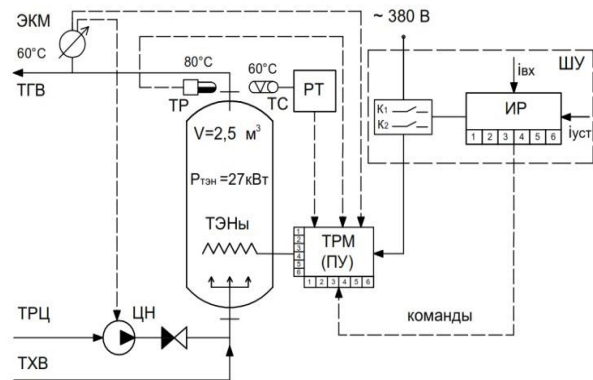 ЭКМ
60°C
ТГВ
80°C
ТР
60°C
ТС
РТ
~ 380 В
ШУ
iвх
К1
К2
ИР
iуст
1 2 3 4 5 6
V=2,5 м³
Pтэн =27кВт
ТЭНы
1
2
3
4
5
6
ТРМ
(ПУ)
1 2 3 4 5 6
команды
ТРЦ
ЦН
ТХВ